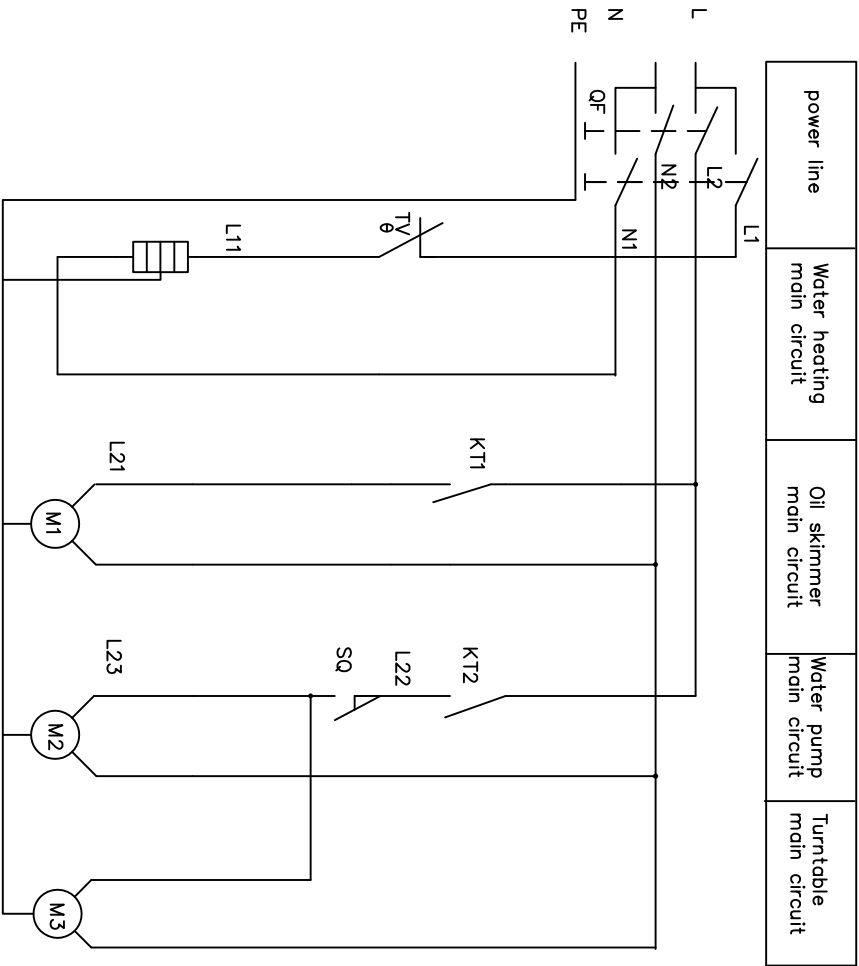 power line
Water heating
main circuit
Oil skimmer
main circuit
Water pump
main circuit
Turntable
main circuit
L
N
PE
QF
L2
N2
L1
N1
TV
θ
L11
KT1
L21
M1
KT2
L22
SQ
L23
M2
M3